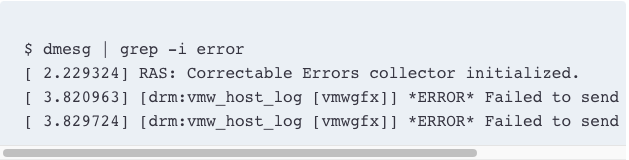 $ dmesg | grep -i error
[ 2.229324] RAS: Correctable Errors collector initialized.
[ 3.820963] [drm:vmw_host_log [vmwgfx]] *ERROR* Failed to send
[ 3.829724] [drm:vmw_host_log [vmwgfx]] *ERROR* Failed to send